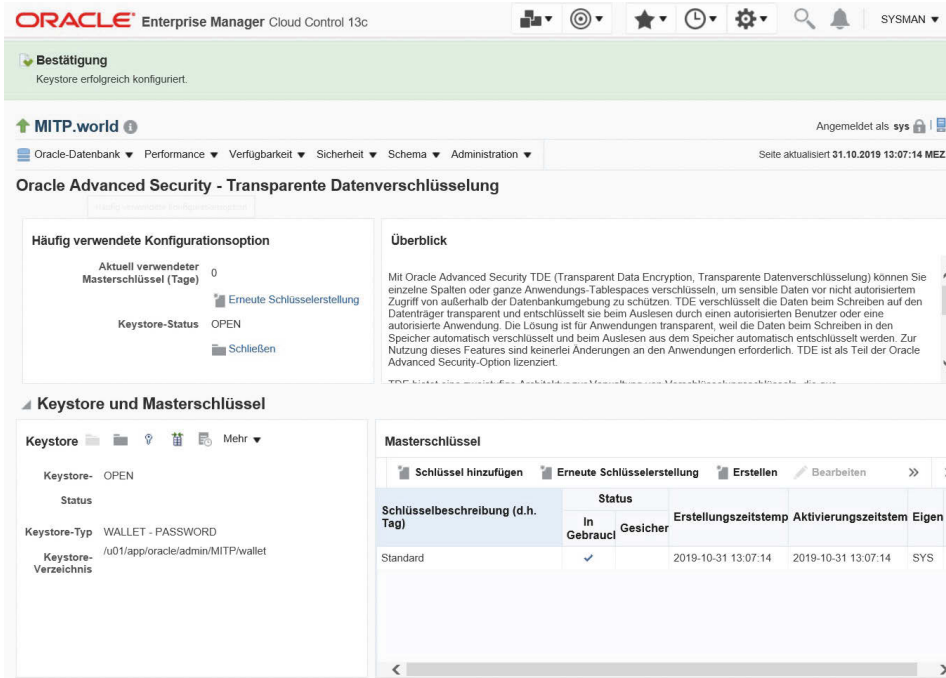 ORACLE® Enterprise Manager Cloud Control 13c
SYSMAN
Bestätigung
Keystore erfolgreich konfiguriert.
MITP.world
Angemeldet als sys
Oracle-Datenbank Performance Verfügbarkeit Sicherheit Schema Administration
Seite aktualisiert 31.10.2019 13:07:14 MEZ
Oracle Advanced Security - Transparente Datenverschlüsselung
Häufig verwendete Konfigurationsoption
Aktuell verwendeter
Masterschlüssel (Tage)
0
Erneute Schlüsselerstellung
Keystore-Status OPEN
Schließen
Überblick
Mit Oracle Advanced Security TDE (Transparent Data Encryption, Transparente Datenverschlüsselung) können Sie
einzelne Spalten oder ganze Anwendungs-Tablespaces verschlüseln, um sensible Daten vor nicht autorisiertem
Zugriff von außerhalb der Datenbankumgebung zu schützen. TDE verschlüsselt die Daten beim Schreiben auf den
Datenträger transparent und entschlüsselt sie beim Auslesen durch einen autorisierten Benutzer oder eine
autorisierte Anwendung. Die Lösung ist für Anwendungen transparent, weil die Daten beim Schreiben in den
Speicher automatisch verschlüsselt und beim Auslesen aus dem Speicher automatisch entschlüsselt werden. Zur
Nutzung dieses Features sind keinerlei Änderungen an den Anwendungen erforderlich. TDE ist als Teil der Oracle
Advanced Security-Option lizenziert.
Keystore und Masterschlüssel
Keystore Mehr
Keystore-
Status
OPEN
Keystore-Typ WALLET - PASSWORD
Keystore-
Verzeichnis
/u01/app/oracle/admin/MITP/wallet
Masterschlüssel
Schlüssel hinzufügen Erneute Schlüsselerstellung Erstellen Bearbeiten »
Schlüsselbeschreibung (d.h.
Tag)
Status
In
Gebraucl
Gesicher
Erstellungszeitstemp Aktivierungszeitstem Eigen
Standard 2019-10-31 13:07:14 2019-10-31 13:07:14 SYS